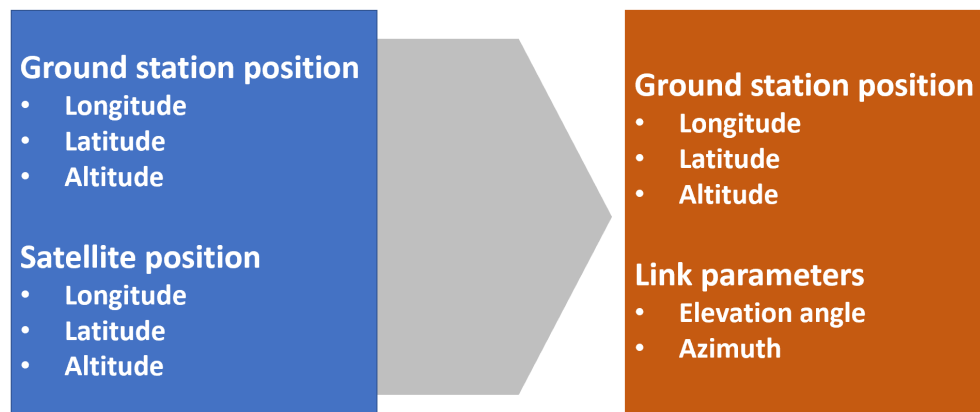 Ground station position
• Longitude
• Latitude
• Altitude
Satellite position
• Longitude
• Latitude
• Altitude
Ground station position
• Longitude
• Latitude
• Altitude
Link parameters
• Elevation angle
• Azimuth